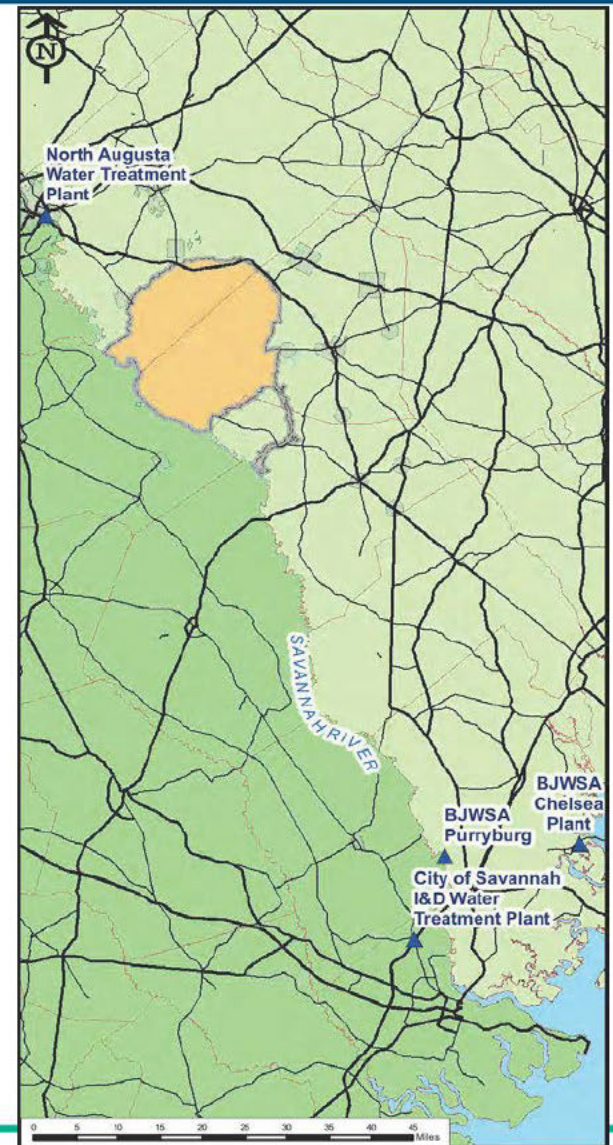 N
North Augusta
Water Treatment
Plant
SAVANNAH RIVER
BJWSA
Chelsea
Plant
BJWSA
Purryburg
City of Savannah
I&D Water
Treatment Plant
0 5 10 15 20 25 30 35 40 45
Miles